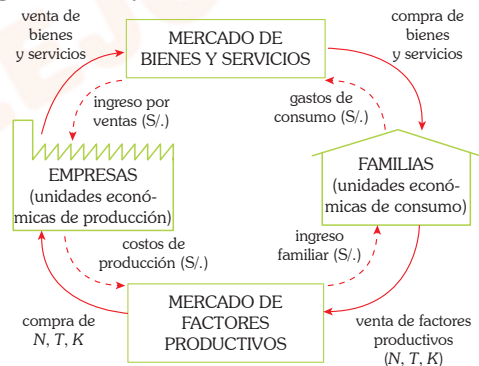 venta de
bienes
y servicios
MERCADO DE
BIENES Y SERVICIOS
compra de
bienes
y servicios
ingreso por
ventas (S/.)
gastos de
consumo (S/.)
EMPRESAS
(unidades econó-
micas de producción)
FAMILIAS
(unidades econó-
micas de consumo)
costos de
producción (S/.)
ingreso
familiar (S/.)
compra de
N, T, K
MERCADO DE
FACTORES
PRODUCTIVOS
venta de factores
productivos
(N, T, K)